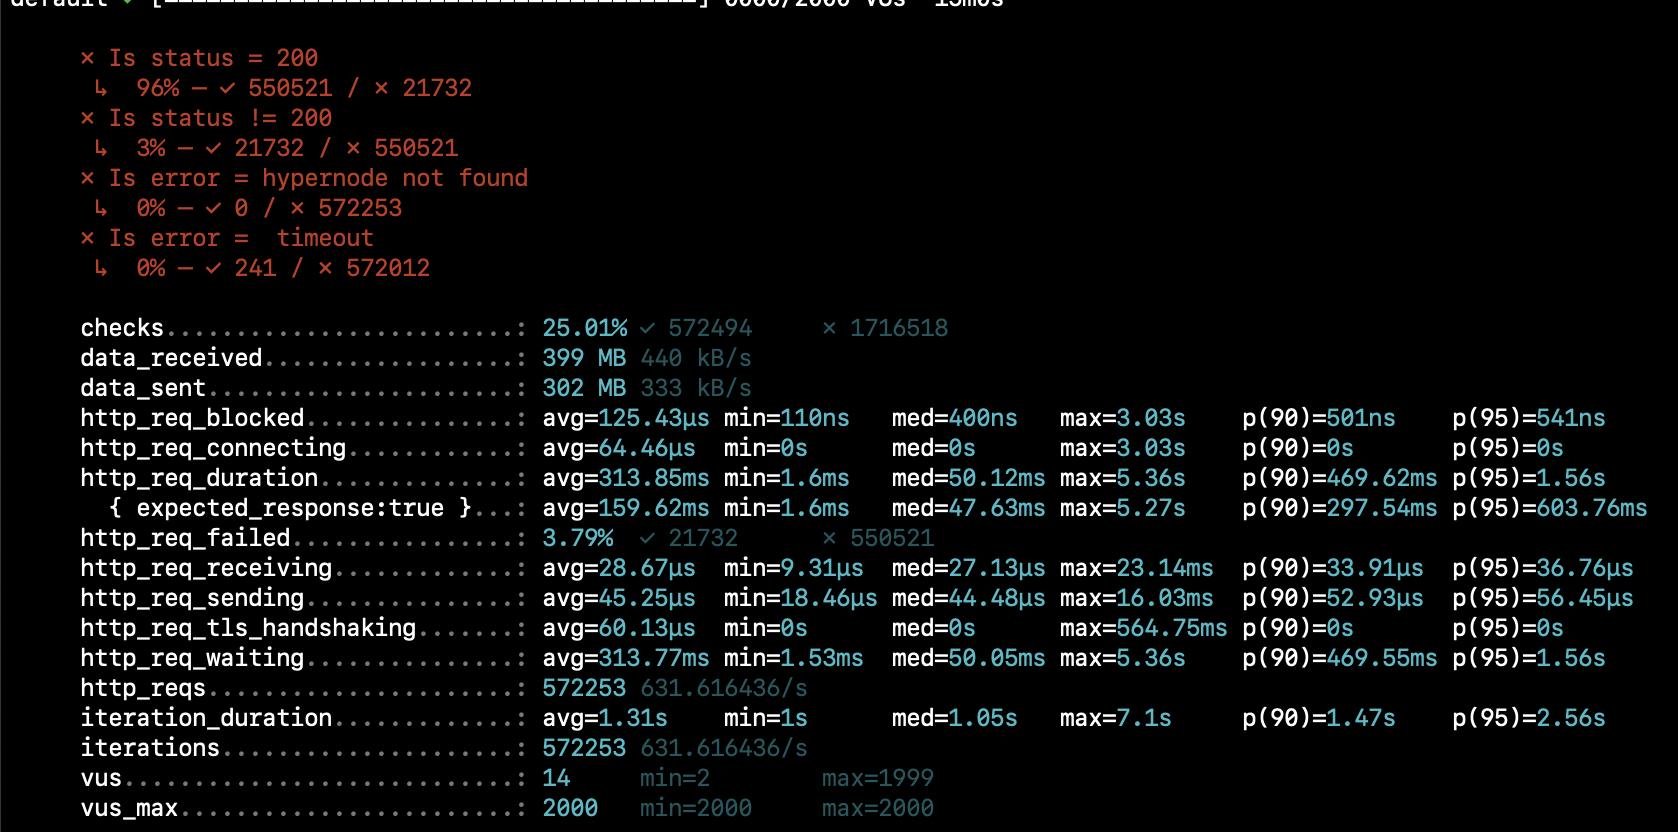 default ✓ [--------------------------------------] 0000/2000 VUs  15m0s
✗ Is status = 200
↳  96% — ✓ 550521 / ✗ 21732
✗ Is status != 200
↳  3% — ✓ 21732 / ✗ 550521
✗ Is error = hypernode not found
↳  0% — ✓ 0 / ✗ 572253
✗ Is error =  timeout
↳  0% — ✓ 241 / ✗ 572012
checks.........................: 25.01% ✓ 572494     ✗ 1716518
data_received..................: 399 MB 440 kB/s
data_sent......................: 302 MB 333 kB/s
http_req_blocked...............: avg=125.43µs min=110ns   med=400ns   max=3.03s    p(90)=501ns    p(95)=541ns
http_req_connecting............: avg=64.46µs  min=0s      med=0s      max=3.03s    p(90)=0s       p(95)=0s
http_req_duration..............: avg=313.85ms min=1.6ms   med=50.12ms max=5.36s    p(90)=469.62ms p(95)=1.56s
{ expected_response:true }...: avg=159.62ms min=1.6ms   med=47.63ms max=5.27s    p(90)=297.54ms p(95)=603.76ms
http_req_failed................: 3.79%  ✓ 21732      ✗ 550521
http_req_receiving.............: avg=28.67µs  min=9.31µs  med=27.13µs max=23.14ms  p(90)=33.91µs  p(95)=36.76µs
http_req_sending...............: avg=45.25µs  min=18.46µs med=44.48µs max=16.03ms  p(90)=52.93µs  p(95)=56.45µs
http_req_tls_handshaking.......: avg=60.13µs  min=0s      med=0s      max=564.75ms p(90)=0s       p(95)=0s
http_req_waiting...............: avg=313.77ms min=1.53ms  med=50.05ms max=5.36s    p(90)=469.55ms p(95)=1.56s
http_reqs......................: 572253 631.616436/s
iteration_duration.............: avg=1.31s    min=1s      med=1.05s   max=7.1s     p(90)=1.47s    p(95)=2.56s
iterations.....................: 572253 631.616436/s
vus............................: 14     min=2        max=1999
vus_max........................: 2000   min=2000     max=2000